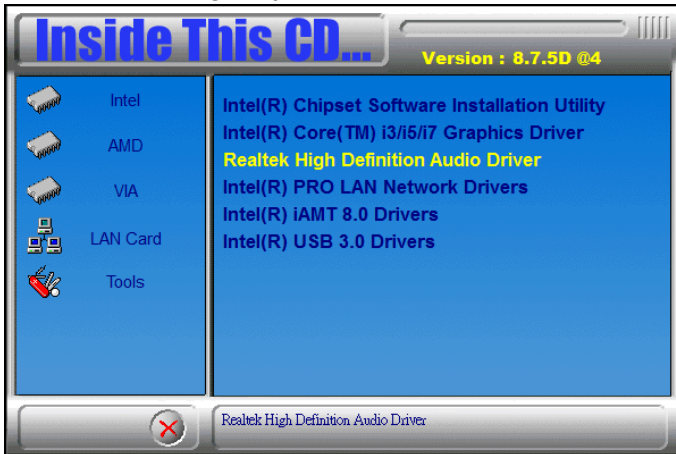 Inside This CD...
Version : 8.7.5D @4
Intel
AMD
VIA
LAN Card
Tools
Intel(R) Chipset Software Installation Utility
Intel(R) Core(TM) i3/i5/i7 Graphics Driver
Realtek High Definition Audio Driver
Intel(R) PRO LAN Network Drivers
Intel(R) iAMT 8.0 Drivers
Intel(R) USB 3.0 Drivers
Realtek High Definition Audio Driver